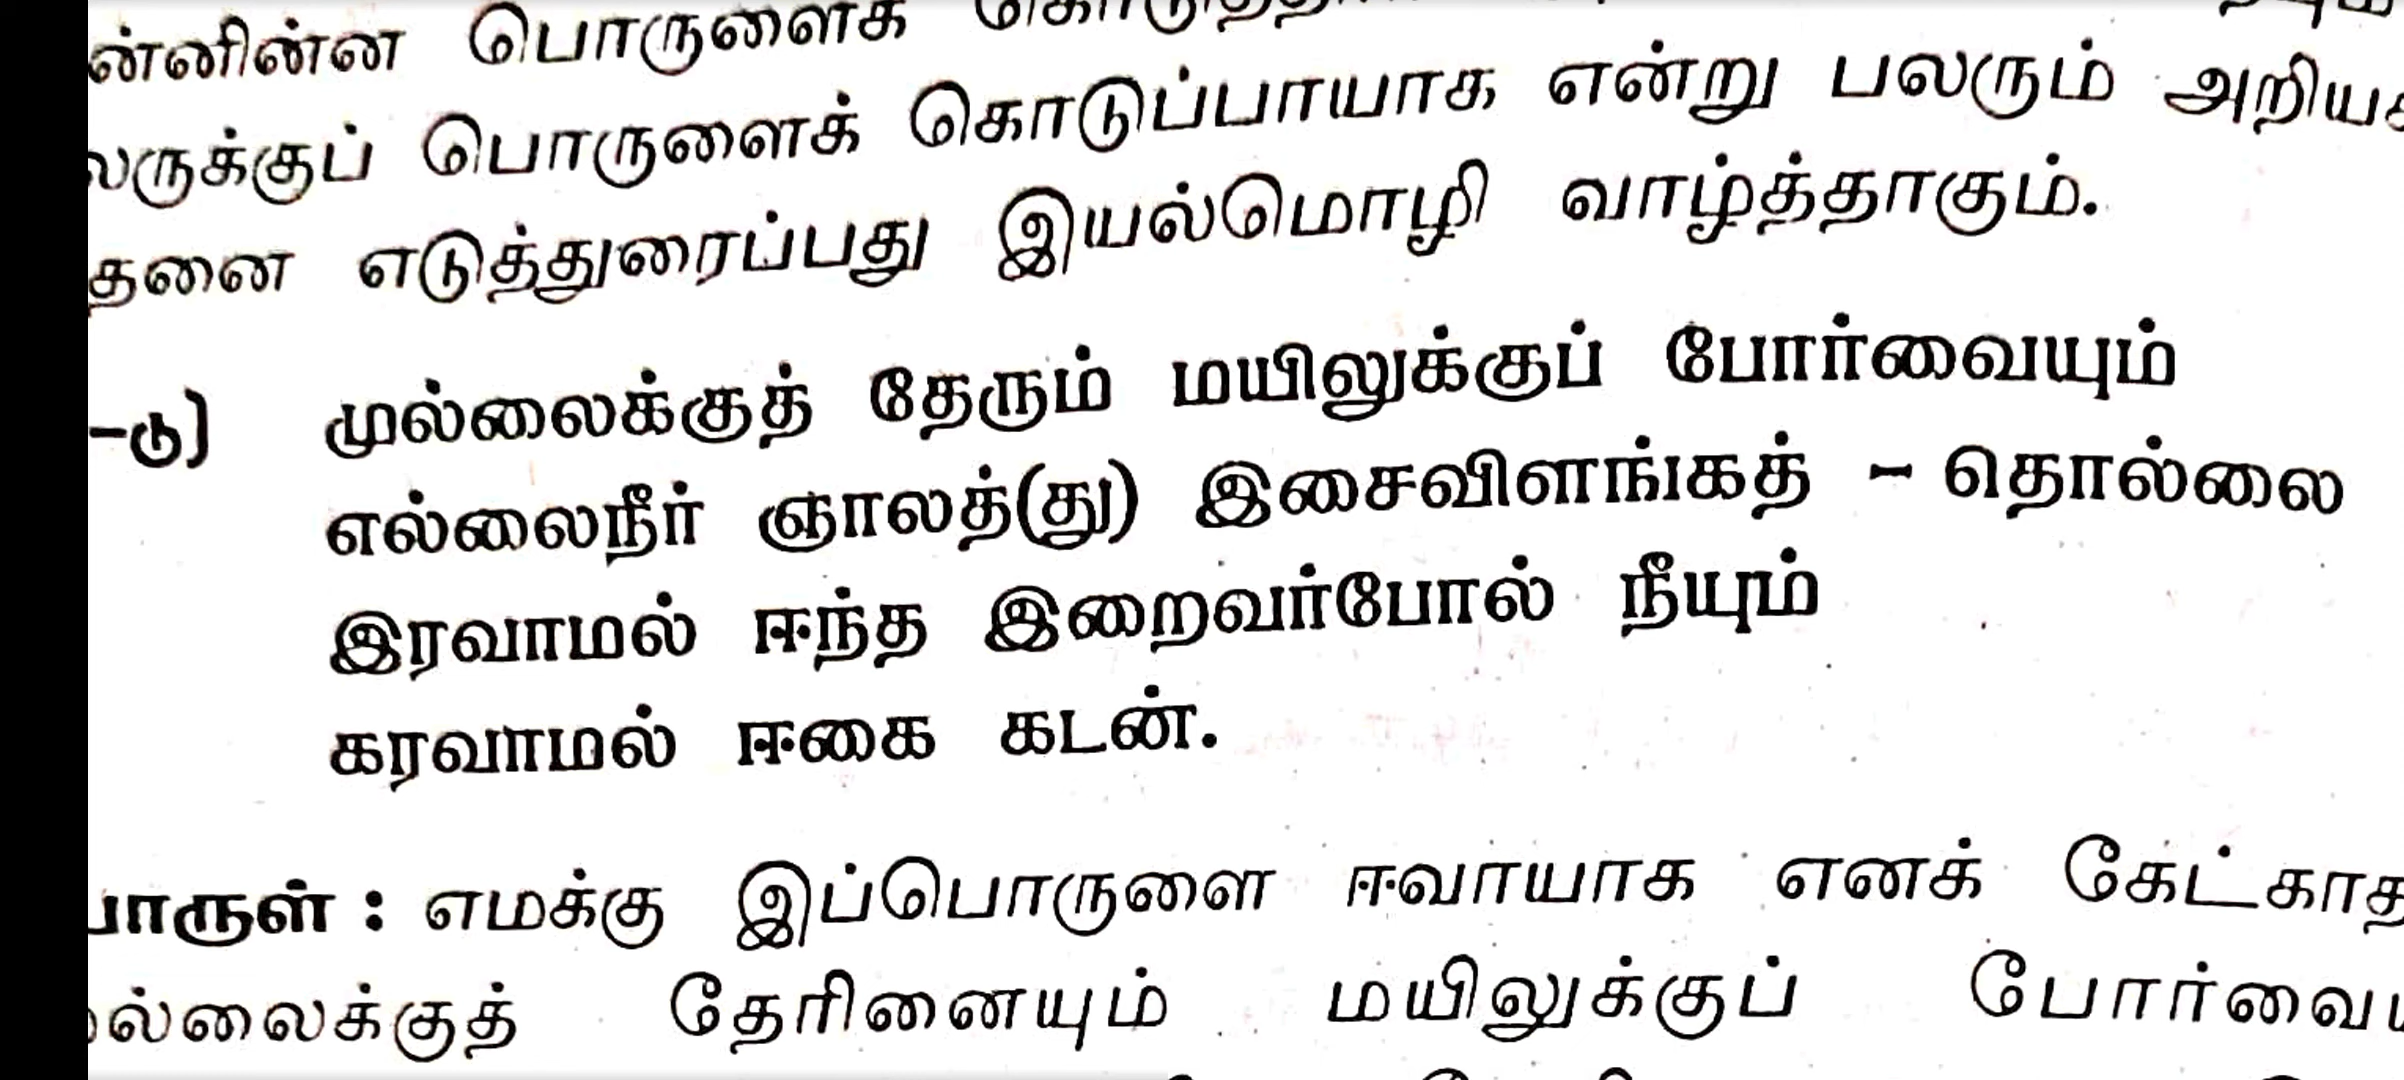 ன்னின்ன பொருளைக்
லருக்குப் பொருளைக் கொடுப்பாயாக என்று பலரும் அறியக்
தனை எடுத்துரைப்பது இயல்மொழி வாழ்த்தாகும்.
-டு) முல்லைக்குத் தேரும் மயிலுக்குப் போர்வையும்
எல்லைநீர் ஞாலத்(து) இசைவிளங்கத் - தொல்லை
இரவாமல் ஈந்த இறைவர்போல் நீயும்
கரவாமல் ஈகை கடன்.
பாருள் : எமக்கு இப்பொருளை ஈவாயாக எனக் கேட்காத
ல்லைக்குத் தேரினையும் மயிலுக்குப் போர்வை